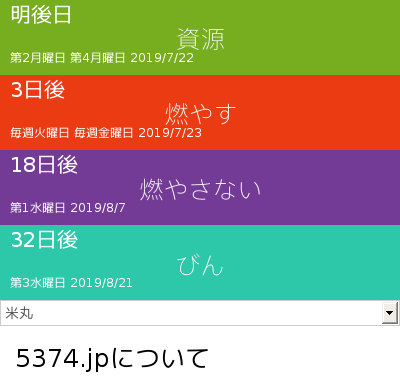 明後日
資源
第2月曜日 第4月曜日 2019/7/22
3日後
燃やす
毎週火曜日 毎週金曜日 2019/7/23
18日後
燃やさない
第1水曜日 2019/8/7
32日後
びん
第3水曜日 2019/8/21
米丸
5374.jpについて